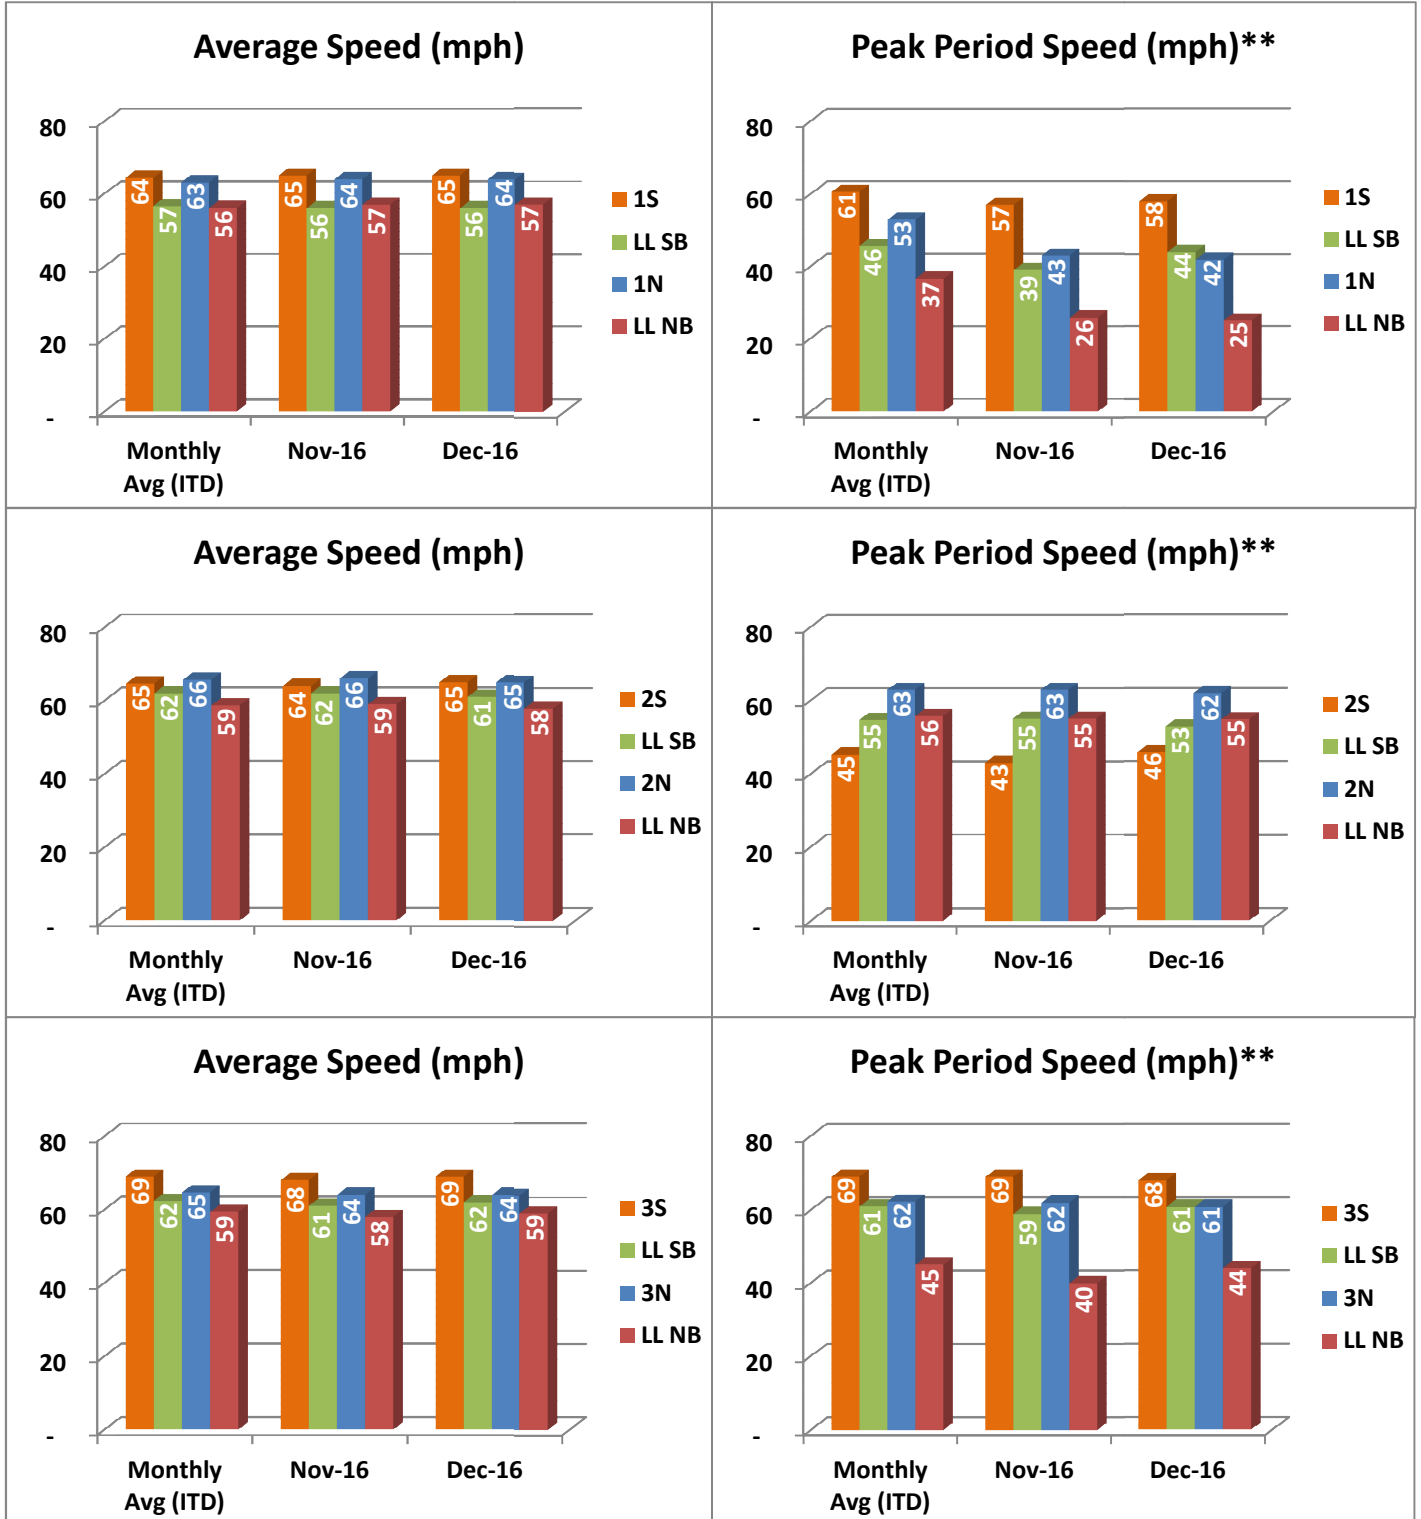 Average Speed (mph)
80
60
40
20
-
64 57 63 56
65 56 64 57
65 56 64 57
Monthly
Avg (ITD)
Nov-16
Dec-16
1S
LL SB
1N
LL NB
Peak Period Speed (mph)**
80
60
40
20
-
61 46 53 37
57 39 43 26
58 44 42 25
Monthly
Avg (ITD)
Nov-16
Dec-16
1S
LL SB
1N
LL NB
Average Speed (mph)
80
60
40
20
-
65 62 66 59
64 62 66 59
65 61 65 58
Monthly
Avg (ITD)
Nov-16
Dec-16
2S
LL SB
2N
LL NB
Peak Period Speed (mph)**
80
60
40
20
-
45 55 63 56
43 55 63 55
46 53 62 55
Monthly
Avg (ITD)
Nov-16
Dec-16
2S
LL SB
2N
LL NB
Average Speed (mph)
80
60
40
20
-
69 62 65 59
68 61 64 58
69 62 64 59
Monthly
Avg (ITD)
Nov-16
Dec-16
3S
LL SB
3N
LL NB
Peak Period Speed (mph)**
80
60
40
20
-
69 61 62 45
69 59 62 40
68 61 61 44
Monthly
Avg (ITD)
Nov-16
Dec-16
3S
LL SB
3N
LL NB